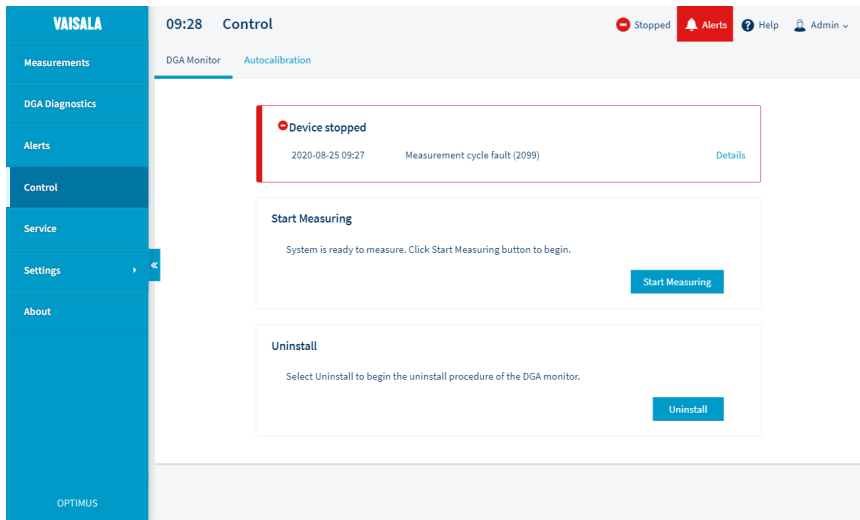 VAISALA
Measurements
DGA Diagnostics
Alerts
Control
Service
Settings
About
OPTIMUS
09:28 Control
Stopped Alerts Help Admin
DGA Monitor Autocalibration
Device stopped
2020-08-25 09:27 Measurement cycle fault (2099) Details
Start Measuring
System is ready to measure. Click Start Measuring button to begin.
Start Measuring
Uninstall
Select Uninstall to begin the uninstall procedure of the DGA monitor.
Uninstall